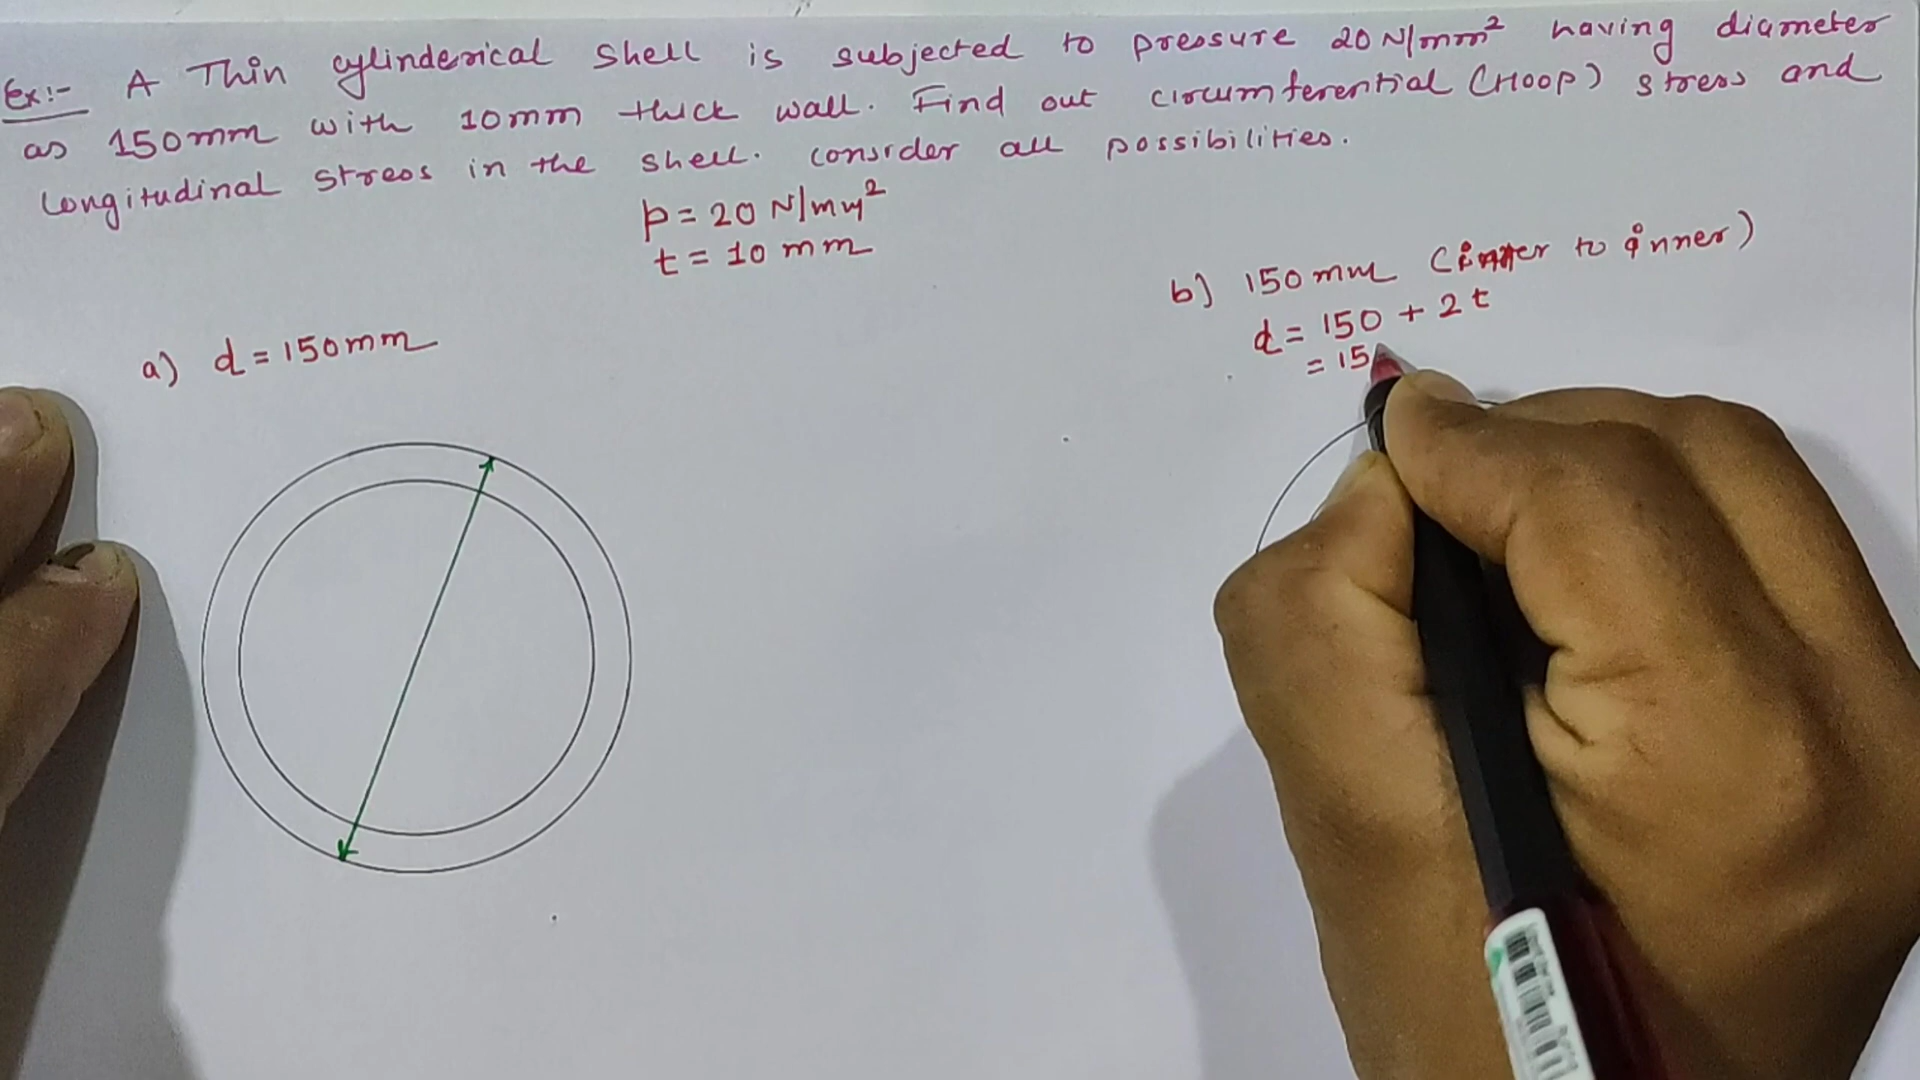 Ex:- A Thin cylinderical shell is subjected to pressure 20 N/mm² having diameter
as 150mm with 10mm thick wall. Find out circumferential (Hoop) stress and
longitudinal stress in the shell. consider all possibilities.
p = 20 N/mm²
t = 10 mm
a) d = 150mm
b) 150 mm (inner to inner)
d = 150 + 2t
= 15